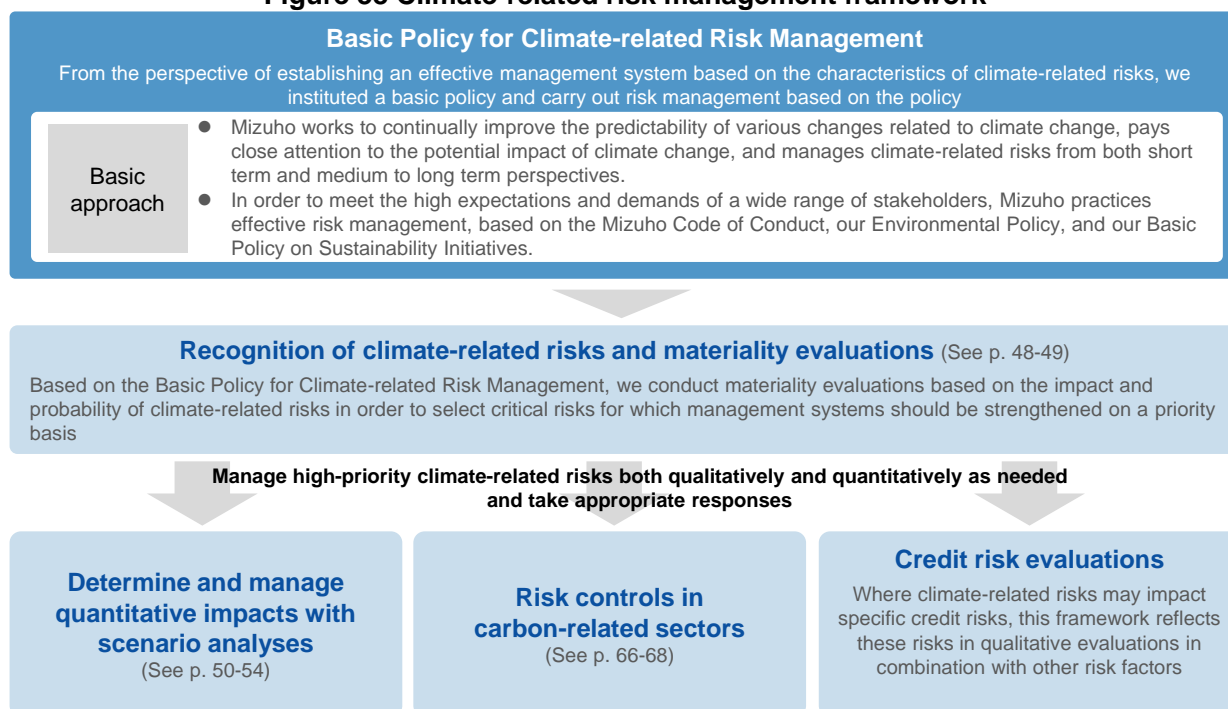 Figure 38 Climate-related risk management framework
Basic Policy for Climate-related Risk Management
From the perspective of establishing an effective management system based on the characteristics of climate-related risks, we
instituted a basic policy and carry out risk management based on the policy
Basic
approach
● Mizuho works to continually improve the predictability of various changes related to climate change, pays
close attention to the potential impact of climate change, and manages climate-related risks from both short
term and medium to long term perspectives.
● In order to meet the high expectations and demands of a wide range of stakeholders, Mizuho practices
effective risk management, based on the Mizuho Code of Conduct, our Environmental Policy, and our Basic
Policy on Sustainability Initiatives.
Recognition of climate-related risks and materiality evaluations (See p. 48-49)
Based on the Basic Policy for Climate-related Risk Management, we conduct materiality evaluations based on the impact and
probability of climate-related risks in order to select critical risks for which management systems should be strengthened on a priority
basis
Manage high-priority climate-related risks both qualitatively and quantitatively as needed
and take appropriate responses
Determine and manage
quantitative impacts with
scenario analyses
(See p. 50-54)
Risk controls in
carbon-related sectors
(See p. 66-68)
Credit risk evaluations
Where climate-related risks may impact
specific credit risks, this framework reflects
these risks in qualitative evaluations in
combination with other risk factors